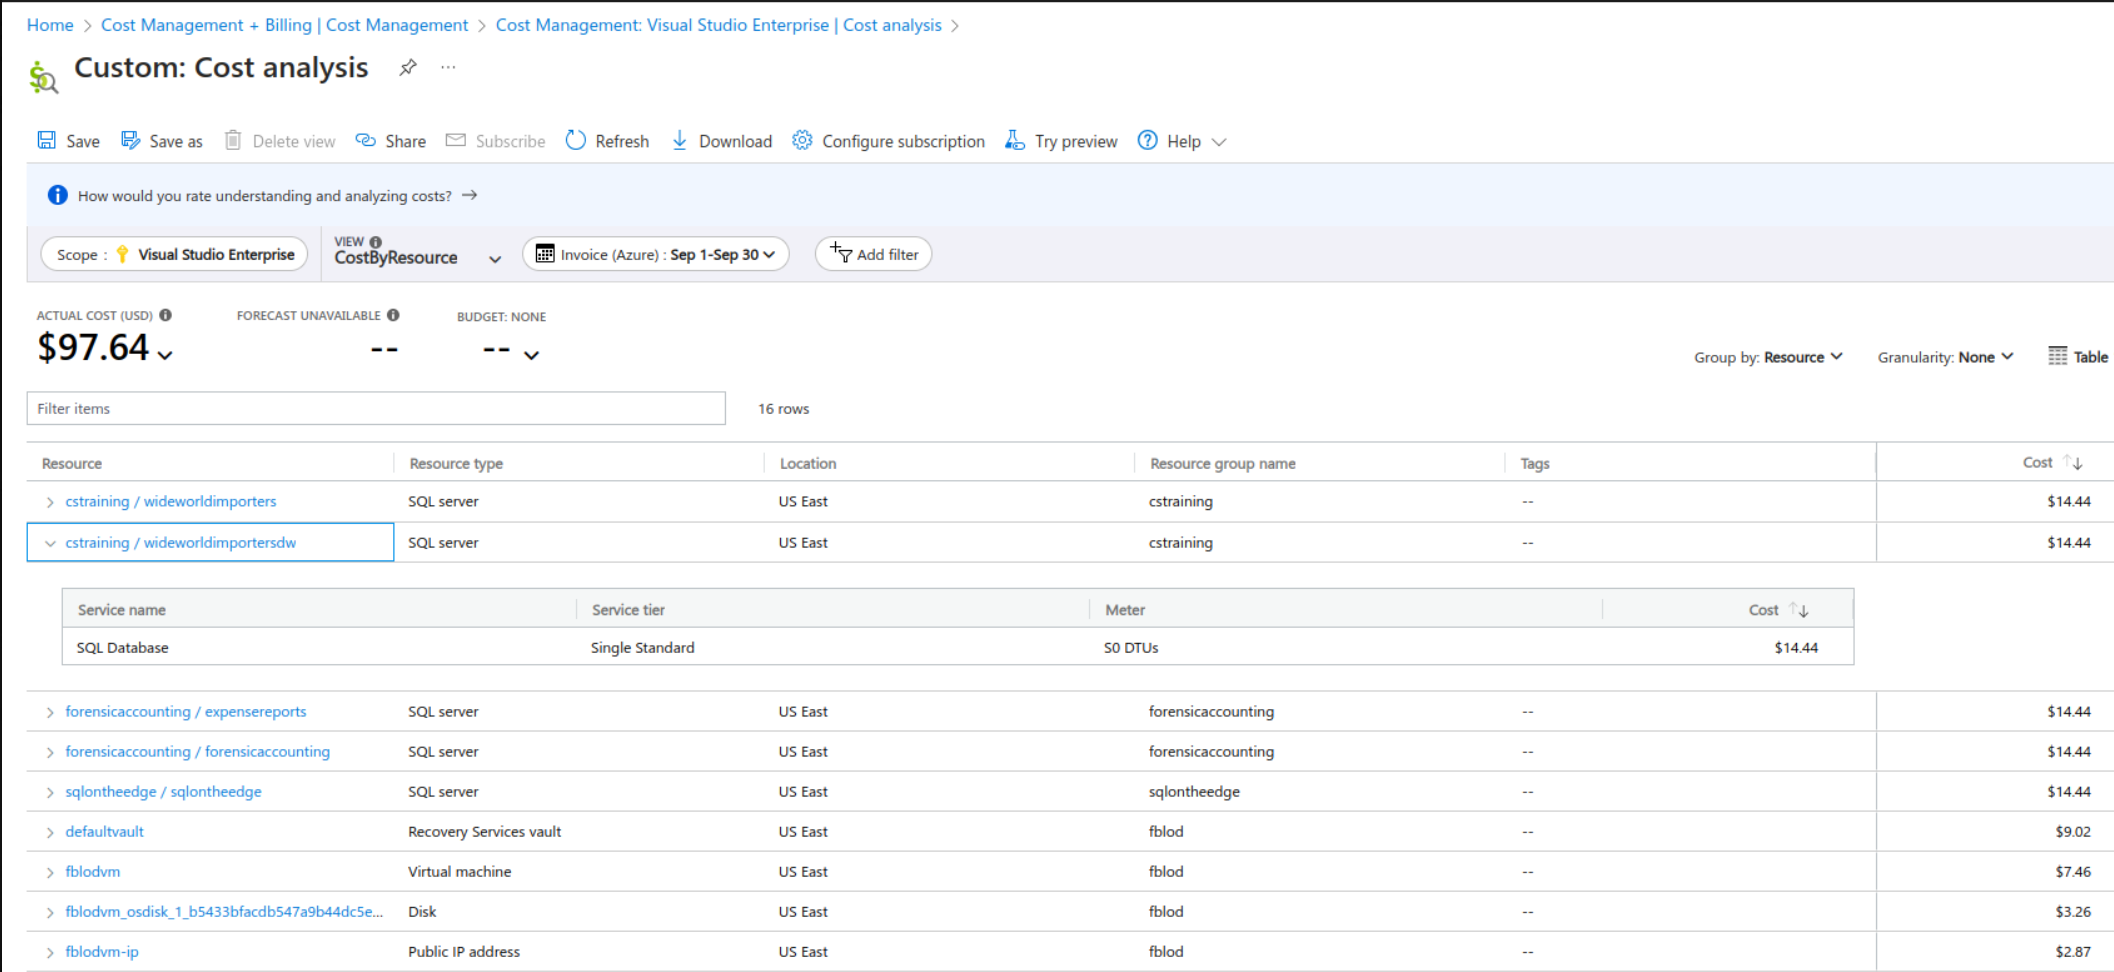 Home > Cost Management + Billing | Cost Management > Cost Management: Visual Studio Enterprise | Cost analysis >
Custom: Cost analysis ...
Save Save as Delete view Share Subscribe Refresh Download Configure subscription Try preview Help
How would you rate understanding and analyzing costs? →
VIEW
Scope : Visual Studio Enterprise CostByResource Invoice (Azure) : Sep 1-Sep 30 Add filter
ACTUAL COST (USD) FORECAST UNAVAILABLE BUDGET: NONE
$97.64 -- --
Group by: Resource Granularity: None Table
Filter items 16 rows
Resource Resource type Location Resource group name Tags Cost ↑↓
cstraining / wideworldimporters SQL server US East cstraining -- $14.44
cstraining / wideworldimportersdw SQL server US East cstraining -- $14.44
Service name Service tier Meter Cost ↑↓
SQL Database Single Standard S0 DTUs $14.44
forensicaccounting / expensereports SQL server US East forensicaccounting -- $14.44
forensicaccounting / forensicaccounting SQL server US East forensicaccounting -- $14.44
sqlontheedge / sqlontheedge SQL server US East sqlontheedge -- $14.44
defaultvault Recovery Services vault US East fblod -- $9.02
fblodvm Virtual machine US East fblod -- $7.46
fblodvm_osdisk_1_b5433bfacdb547a9b44dc5e... Disk US East fblod -- $3.26
fblodvm-ip Public IP address US East fblod -- $2.87